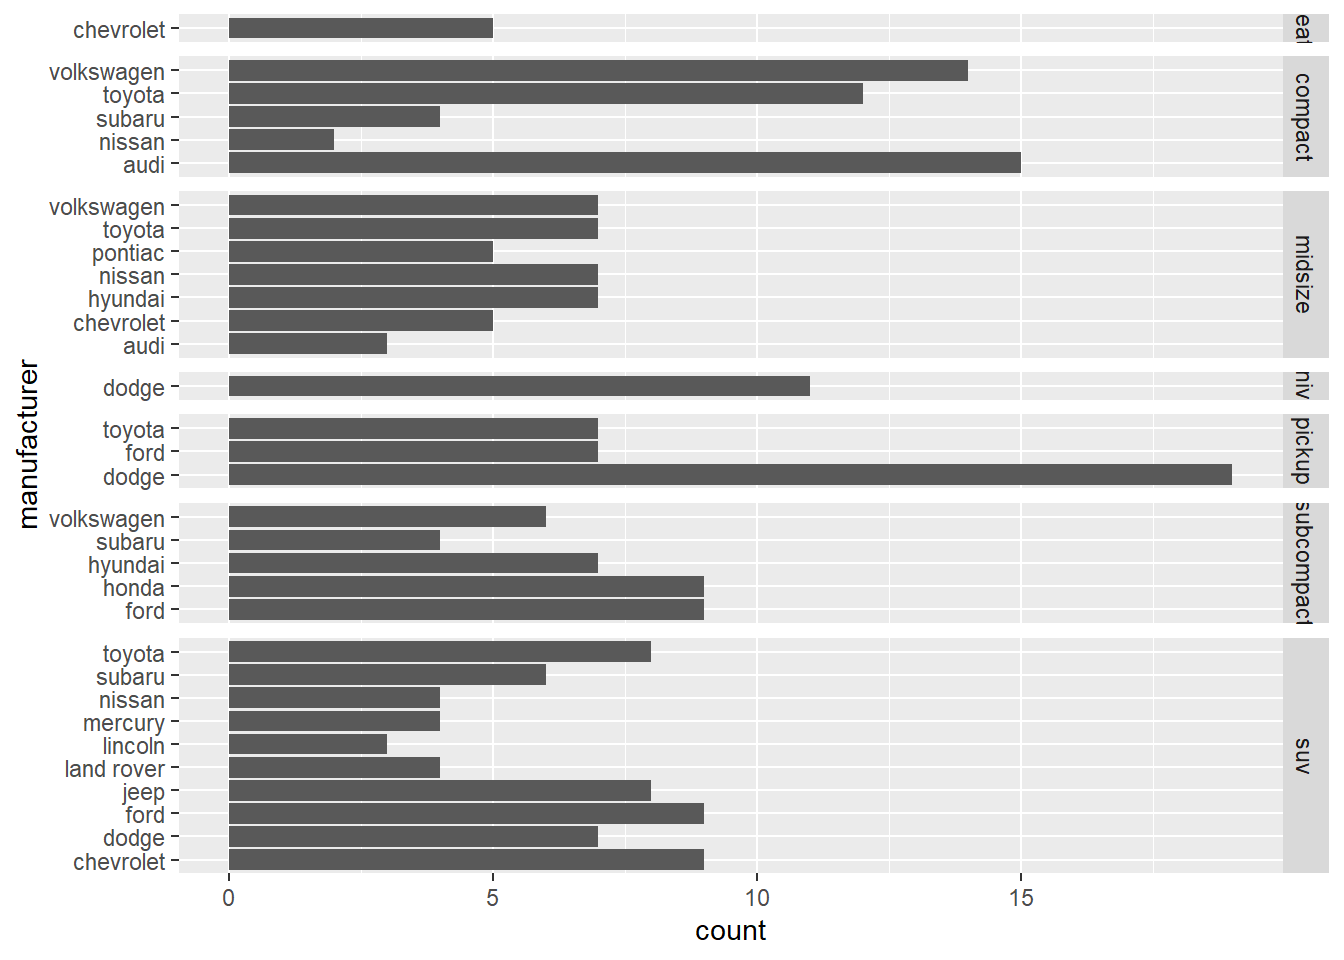 chevrolet
volkswagen
toyota
subaru
nissan
audi
compact
volkswagen
toyota
pontiac
nissan
hyundai
chevrolet
audi
midsize
dodge
toyota
ford
dodge
pickup
volkswagen
subaru
hyundai
honda
ford
subcompact
toyota
subaru
nissan
mercury
lincoln
land rover
jeep
ford
dodge
chevrolet
suv
manufacturer
0 5 10 15
count